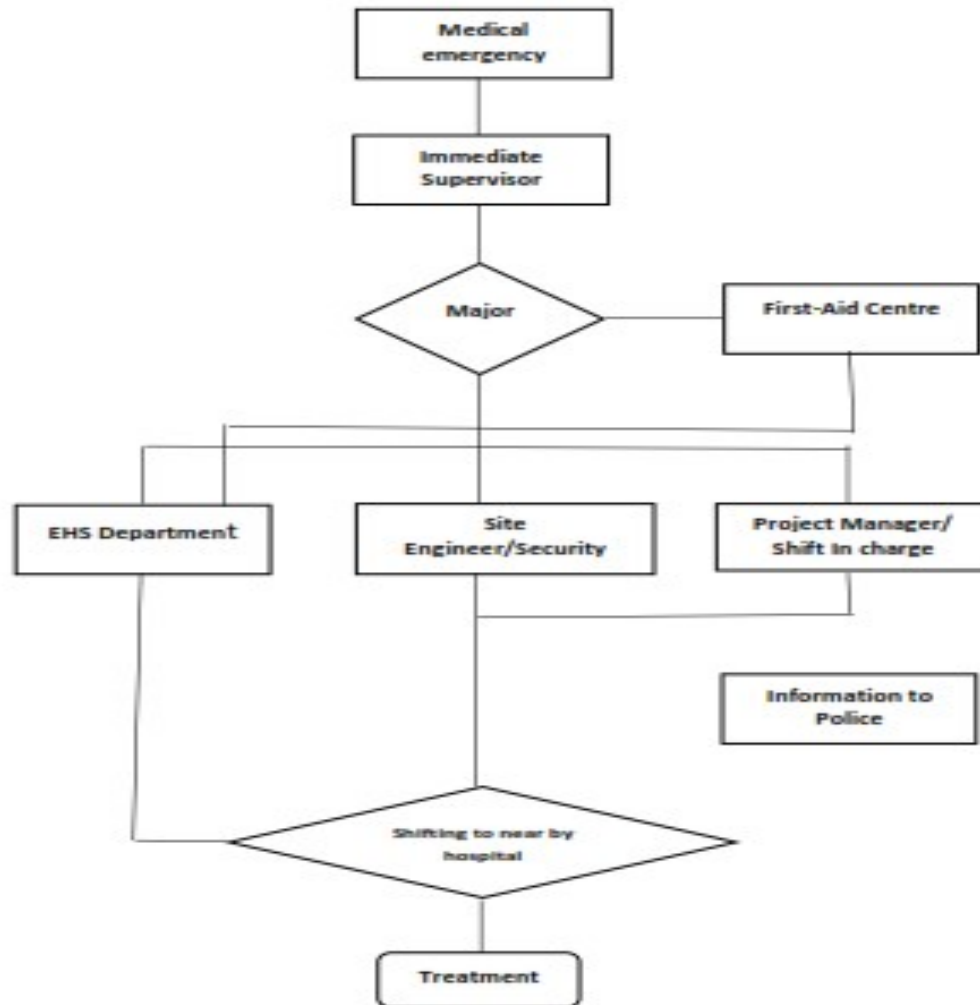 Medical
emergency
Immediate
Supervisor
Major
First-Aid Centre
EHS Department
Site
Engineer/Security
Project Manager/
Shift In charge
Information to
Police
Shifting to near by
hospital
Treatment